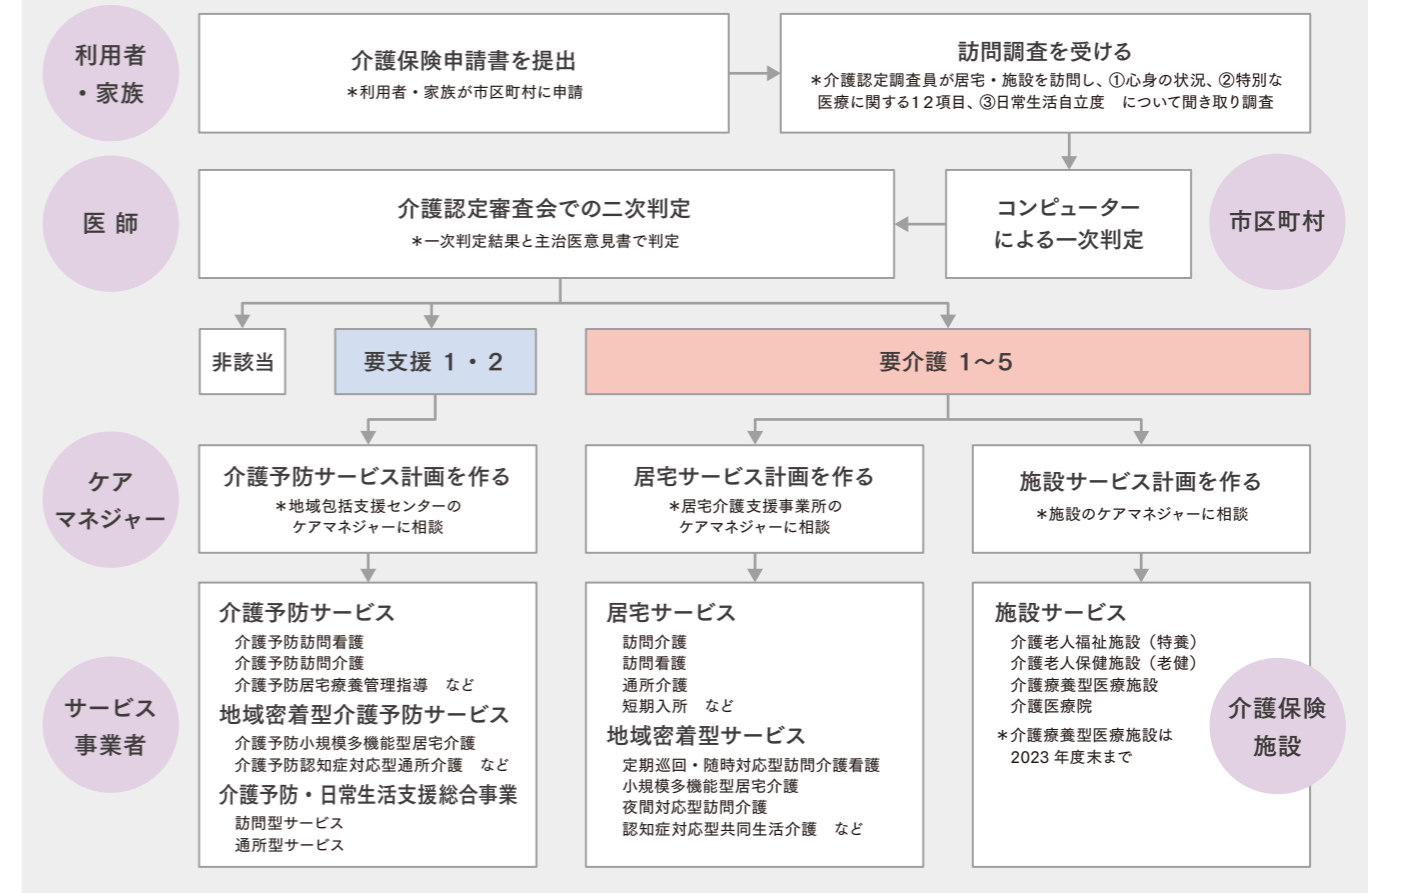 利用者
・家族
介護保険申請書を提出
＊利用者・家族が市区町村に申請
訪問調査を受ける
＊介護認定調査員が居宅・施設を訪問し、①心身の状況、②特別な
医療に関する12項目、③日常生活自立度　について聞き取り調査
医 師
介護認定審査会での二次判定
＊一次判定結果と主治医意見書で判定
コンピューター
による一次判定
市区町村
非該当
要支援 1・2
要介護 1〜5
ケア
マネジャー
介護予防サービス計画を作る
＊地域包括支援センターの
ケアマネジャーに相談
居宅サービス計画を作る
＊居宅介護支援事業所の
ケアマネジャーに相談
施設サービス計画を作る
＊施設のケアマネジャーに相談
サービス
事業者
介護予防サービス
介護予防訪問看護
介護予防訪問介護
介護予防居宅療養管理指導　など
地域密着型介護予防サービス
介護予防小規模多機能型居宅介護
介護予防認知症対応型通所介護　など
介護予防・日常生活支援総合事業
訪問型サービス
通所型サービス
居宅サービス
訪問介護
訪問看護
通所介護
短期入所　など
地域密着型サービス
定期巡回・随時対応型訪問介護看護
小規模多機能型居宅介護
夜間対応型訪問介護
認知症対応型共同生活介護　など
施設サービス
介護老人福祉施設（特養）
介護老人保健施設（老健）
介護療養型医療施設
介護医療院
＊介護療養型医療施設は
2023 年度末まで
介護保険
施設